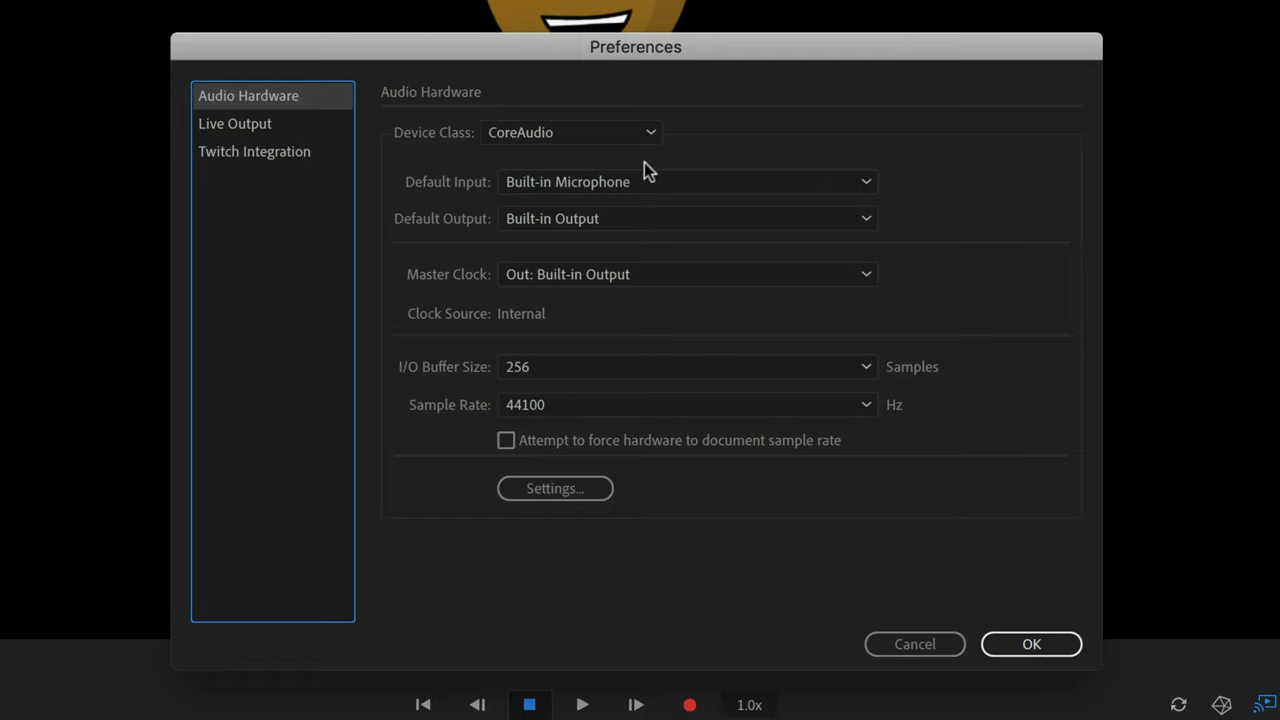 Preferences
Audio Hardware
Live Output
Twitch Integration
Audio Hardware
Device Class: CoreAudio
Default Input: Built-in Microphone
Default Output: Built-in Output
Master Clock: Out: Built-in Output
Clock Source: Internal
I/O Buffer Size: 256 Samples
Sample Rate: 44100 Hz
Attempt to force hardware to document sample rate
Settings...
Cancel OK
1.0x